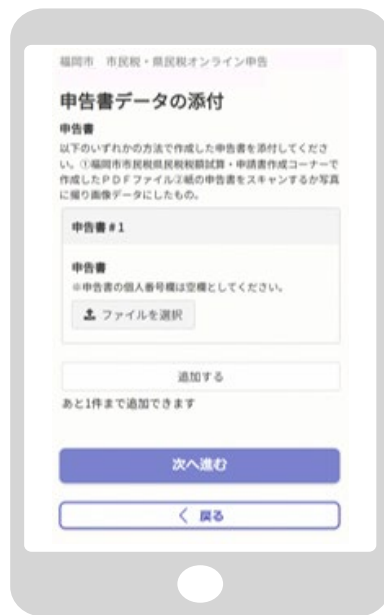 福岡市 市民税・県民税オンライン申告
申告書データの添付
申告書
以下のいずれかの方法で作成した申告書を添付してくださ
い。①福岡市市民税県民税税額試算・申請書作成コーナーで
作成したPDFファイル②紙の申告書をスキャンするか写真
に撮り画像データにしたもの。
申告書#1
申告書
※申告書の個人番号欄は空欄としてください。
ファイルを選択
追加する
あと1件まで追加できます
次へ進む
く 戻る